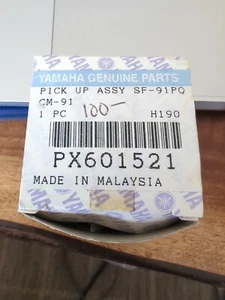 YAMAHA GENUINE PARTS
PICK UP ASSY SF-91PQ
CM-91
1 PC 100- H190
PX601521
MADE IN MALAYSIA